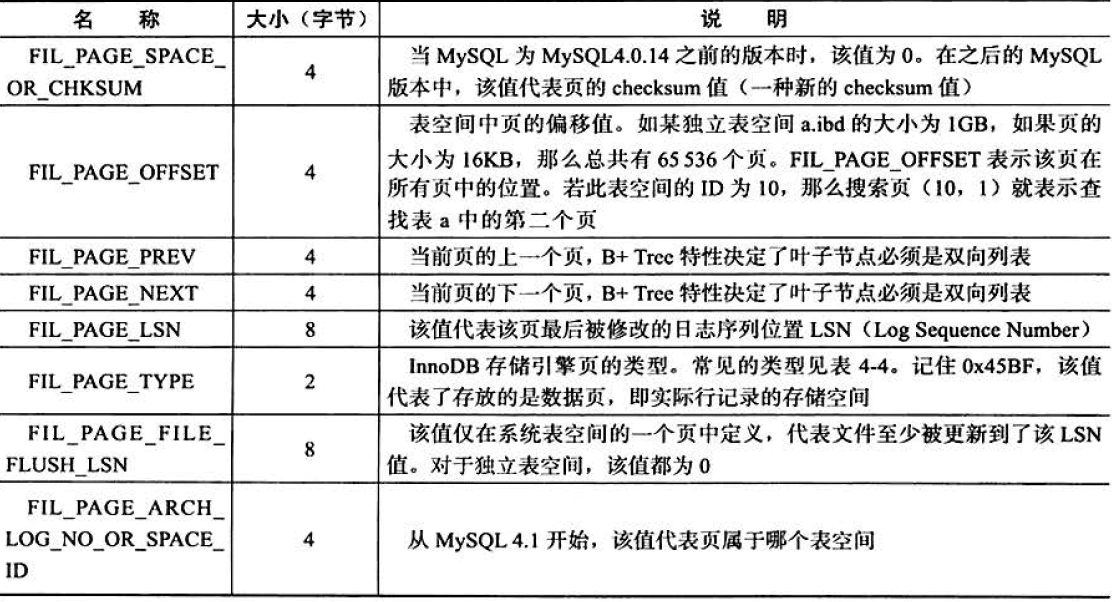 名 称 大小（字节） 说 明
FIL_PAGE_SPACE_ 当 MySQL 为 MySQL4.0.14 之前的版本时，该值为 0。在之后的 MySQL
OR_CHKSUM 4 版本中，该值代表页的 checksum 值（一种新的 checksum 值）
表空间中页的偏移值。如某独立表空间 a.ibd 的大小为 1GB，如果页的
FIL_PAGE_OFFSET 4 大小为 16KB，那么总共有 65 536 个页。FIL_PAGE_OFFSET 表示该页在
所有页中的位置。若此表空间的 ID 为 10，那么搜索页（10，1）就表示查
找表 a 中的第二个页
FIL_PAGE_PREV 4 当前页的上一个页，B+ Tree 特性决定了叶子节点必须是双向列表
FIL_PAGE_NEXT 4 当前页的下一个页，B+ Tree 特性决定了叶子节点必须是双向列表
FIL_PAGE_LSN 8 该值代表该页最后被修改的日志序列位置 LSN（Log Sequence Number）
FIL_PAGE_TYPE 2 InnoDB 存储引擎页的类型。常见的类型见表 4-4。记住 0x45BF，该值
代表了存放的是数据页，即实际行记录的存储空间
FIL_PAGE_FILE_ 该值仅在系统表空间的一个页中定义，代表文件至少被更新到了该 LSN
FLUSH_LSN 8 值。对于独立表空间，该值都为 0
FIL_PAGE_ARCH_
LOG_NO_OR_SPACE_ 4 从 MySQL 4.1 开始，该值代表页属于哪个表空间
ID